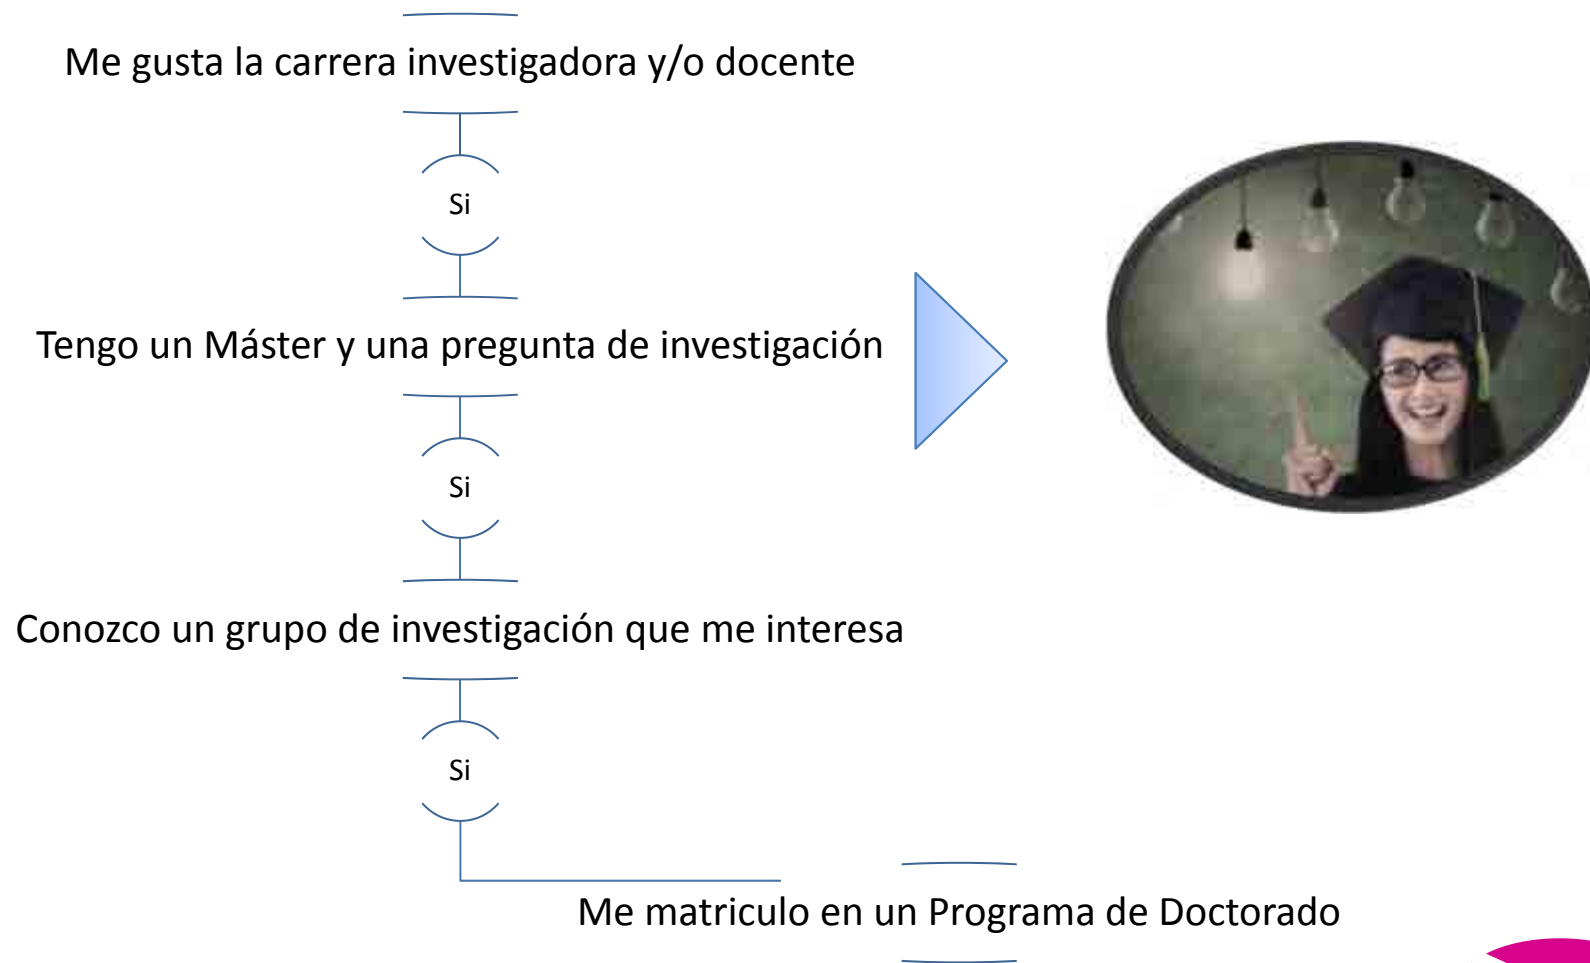 Me gusta la carrera investigadora y/o docente
Si
Tengo un Máster y una pregunta de investigación
Si
Conozco un grupo de investigación que me interesa
Si
Me matriculo en un Programa de Doctorado